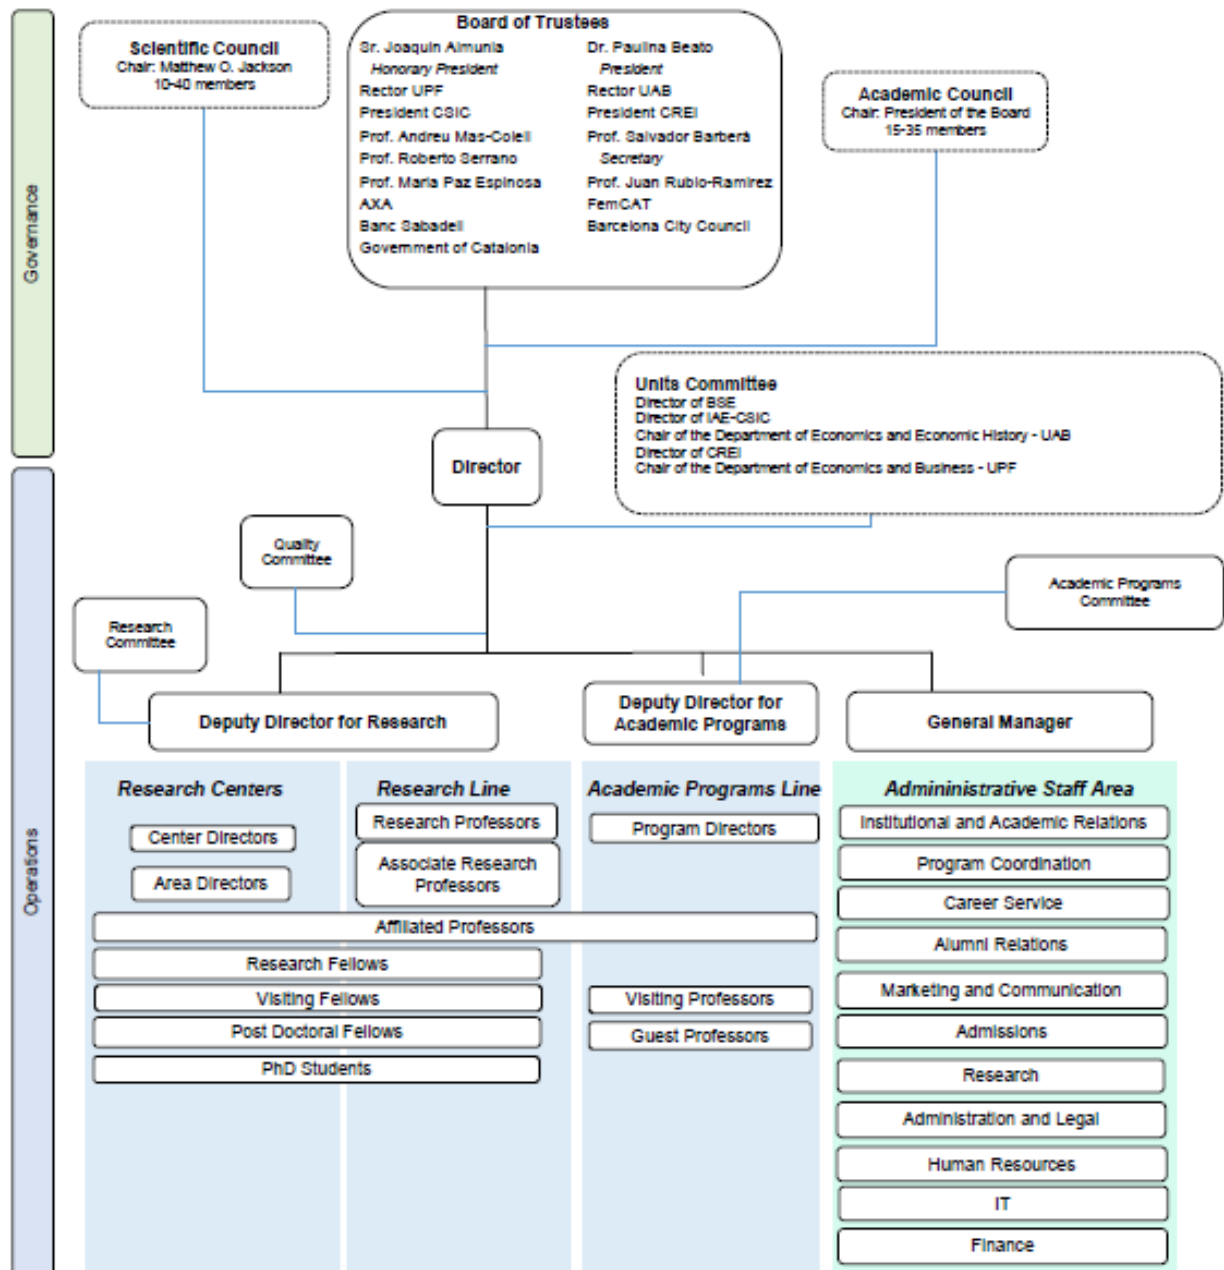 Governance
Scientific Council
Chair: Matthew O. Jackson
10-40 members
Board of Trustees
Sr. Joaquin Almunia
Honorary President
Rector UPF
President CSIC
Prof. Andreu Mas-Colell
Prof. Roberto Serrano
Prof. Maria Paz Espinosa
AXA
Banc Sabadell
Government of Catalonia
Dr. Paulina Beato
President
Rector UAB
President CREI
Prof. Salvador Barberà
Secretary
Prof. Juan Rubio-Ramirez
FemCAT
Barcelona City Council
Academic Council
Chair: President of the Board
15-35 members
Units Committee
Director of BSE
Director of IAE-CSIC
Chair of the Department of Economics and Economic History - UAB
Director of CREI
Chair of the Department of Economics and Business - UPF
Director
Operations
Quality
Committee
Academic Programs
Committee
Research
Committee
Deputy Director for Research
Deputy Director for
Academic Programs
General Manager
Research Centers
Center Directors
Area Directors
Research Line
Research Professors
Associate Research
Professors
Academic Programs Line
Program Directors
Affiliated Professors
Research Fellows
Visiting Fellows
Post Doctoral Fellows
PhD Students
Visiting Professors
Guest Professors
Admininistrative Staff Area
Institutional and Academic Relations
Program Coordination
Career Service
Alumni Relations
Marketing and Communication
Admissions
Research
Administration and Legal
Human Resources
IT
Finance